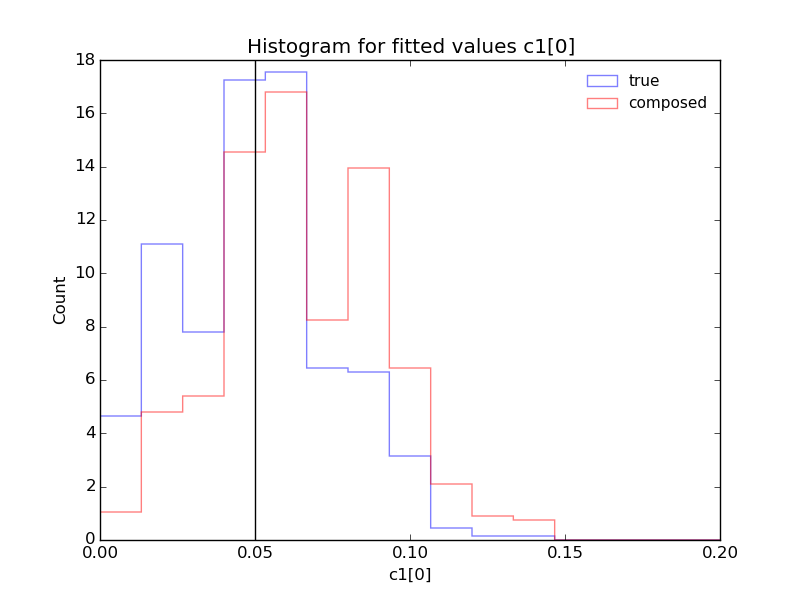 Histogram for fitted values c1[0]
true
composed
Count
18
16
14
12
10
8
6
4
2
0
0.00 0.05 0.10 0.15 0.20
c1[0]